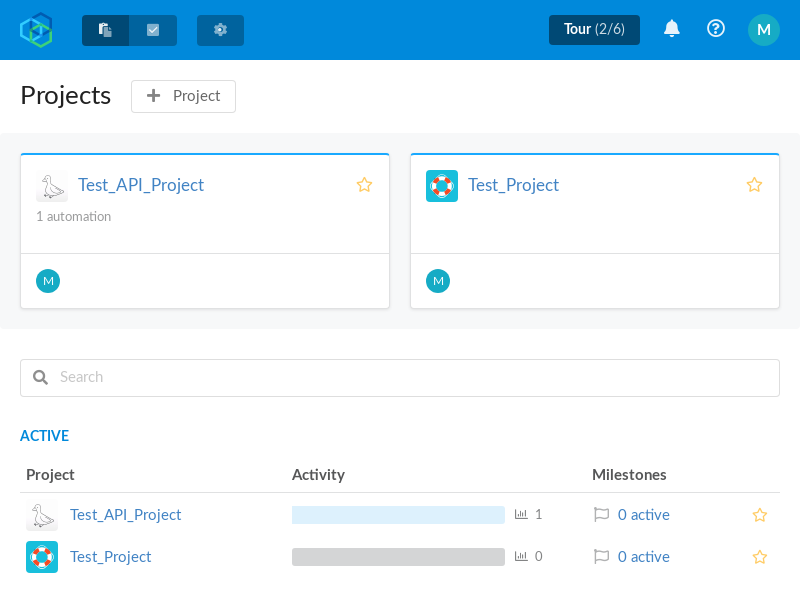 Tour (2/6)
M
Projects
Project
Test_API_Project
1 automation
M
Test_Project
M
Search
ACTIVE
Project Activity Milestones
Test_API_Project 1 0 active
Test_Project 0 0 active